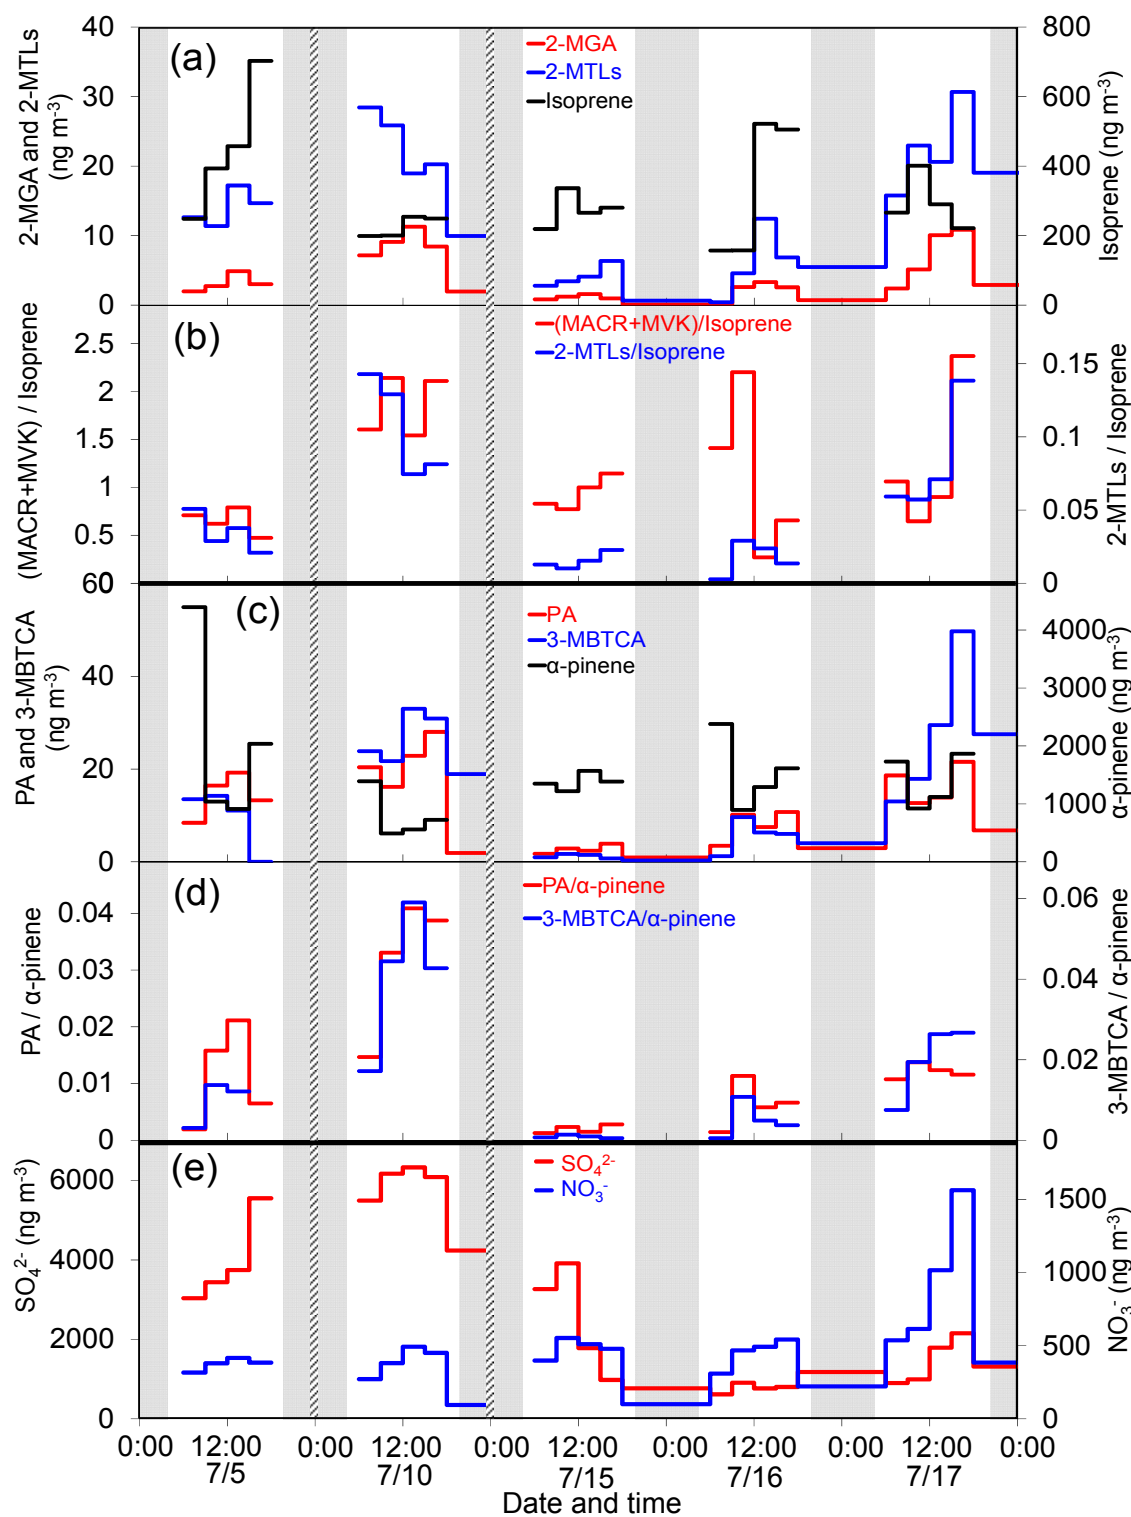 (a)
2-MGA
2-MTLs
Isoprene
2-MGA and 2-MTLs
(ng m-3)
40
30
20
10
0
800
600
400
200
0
Isoprene (ng m-3)
(b)
(MACR+MVK)/Isoprene
2-MTLs/Isoprene
(MACR+MVK) / Isoprene
2.5
2
1.5
1
0.5
0
0.15
0.1
0.05
0
2-MTLs / Isoprene
(c)
PA
3-MBTCA
α-pinene
PA and 3-MBTCA
(ng m-3)
60
40
20
0
4000
3000
2000
1000
0
α-pinene (ng m-3)
(d)
PA/α-pinene
3-MBTCA/α-pinene
PA / α-pinene
0.04
0.03
0.02
0.01
0
0.06
0.04
0.02
0
3-MBTCA / α-pinene
(e)
SO₄²⁻
NO₃⁻
SO₄²⁻ (ng m-3)
6000
4000
2000
0
1500
1000
500
0
NO₃⁻ (ng m-3)
0:00 12:00 0:00 12:00 0:00 12:00 0:00 12:00 0:00 12:00 0:00
7/5 7/10 7/15 7/16 7/17
Date and time